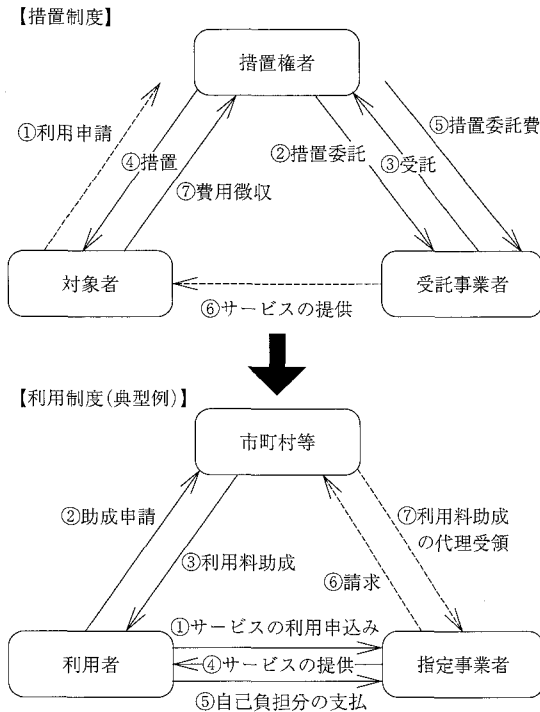 【措置制度】
措置権者
①利用申請
⑤措置委託費
④措置
②措置委託
③受託
⑦費用徴収
対象者
受託事業者
⑥サービスの提供
【利用制度(典型例)】
市町村等
②助成申請
⑦利用料助成
の代理受領
③利用料助成
⑥請求
①サービスの利用申込み
利用者
④サービスの提供
指定事業者
⑤自己負担分の支払